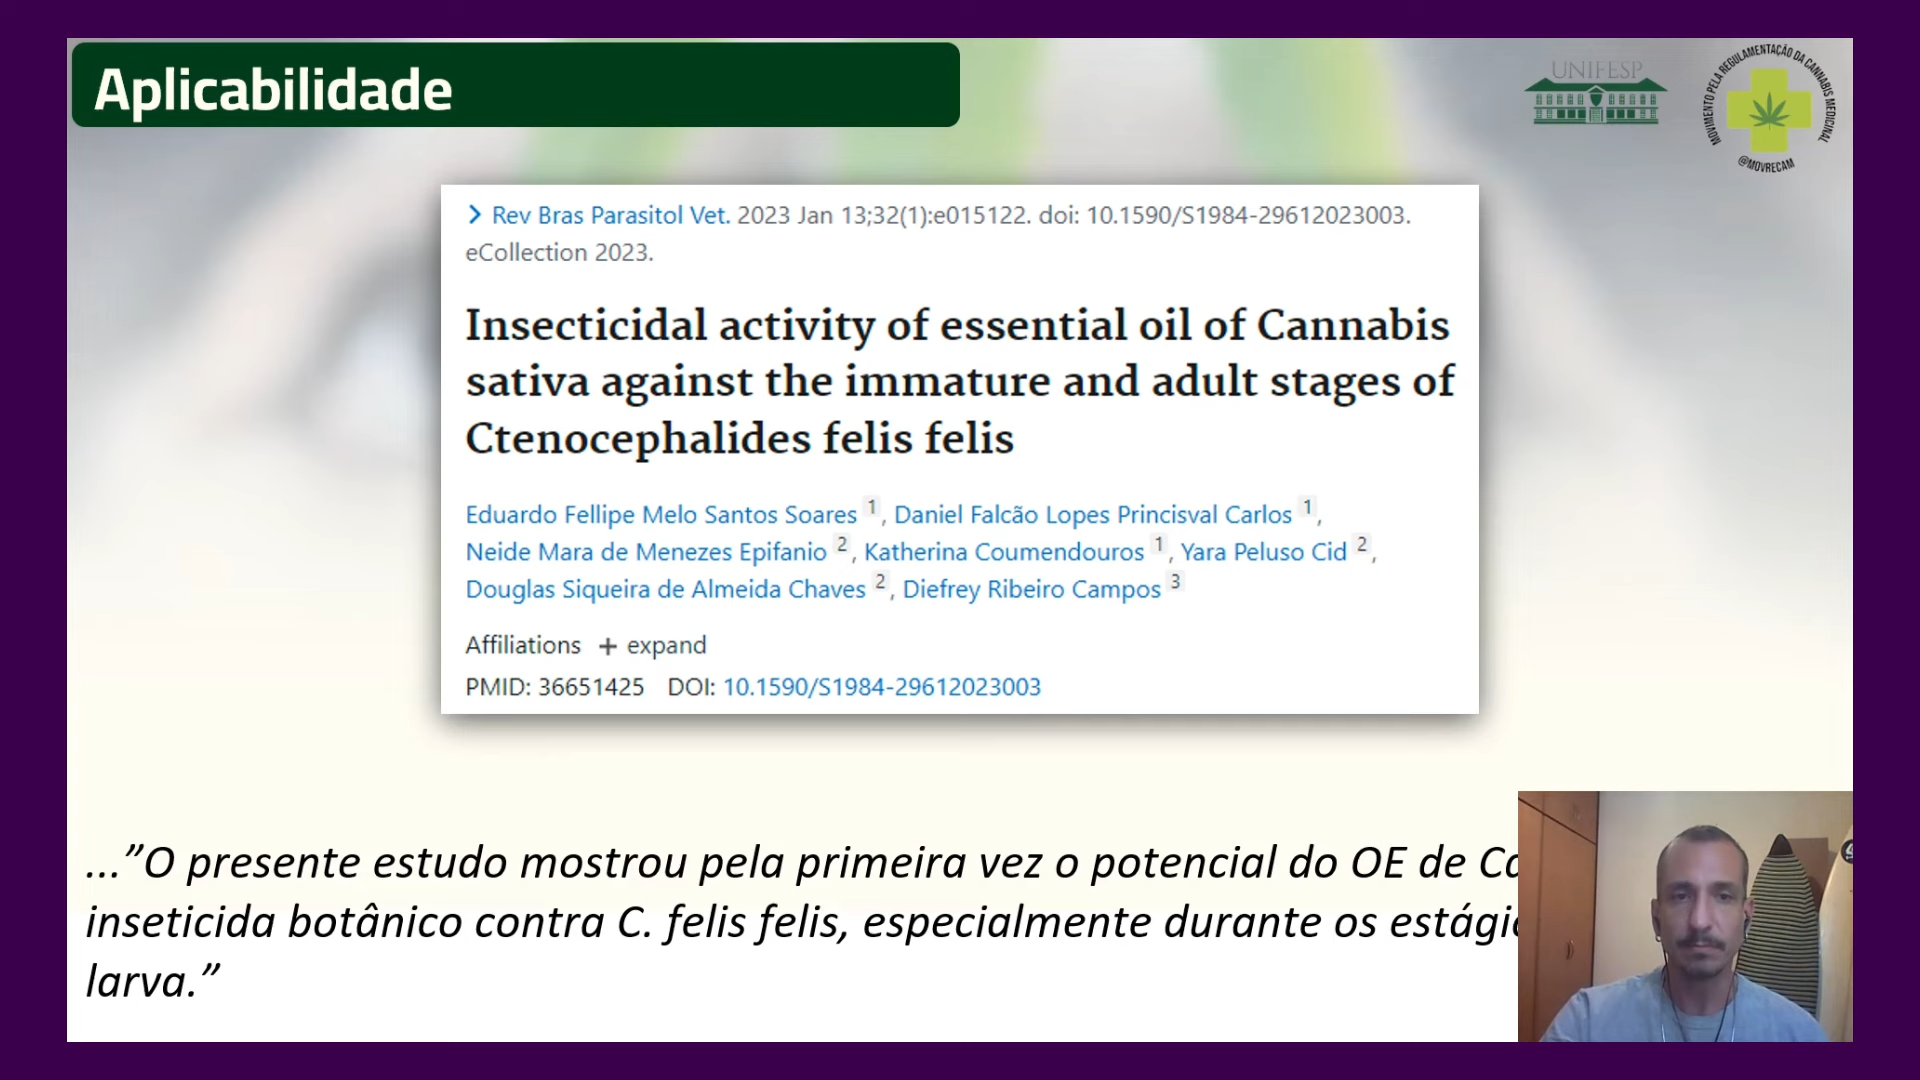 Aplicabilidade
UNIFESP
MOVIMENTO PELA REGULAMENTAÇÃO DA CANNABIS MEDICINAL
@MOVRECAM
Rev Bras Parasitol Vet. 2023 Jan 13;32(1):e015122. doi: 10.1590/S1984-29612023003.
eCollection 2023.
Insecticidal activity of essential oil of Cannabis
sativa against the immature and adult stages of
Ctenocephalides felis felis
Eduardo Fellipe Melo Santos Soares 1, Daniel Falcão Lopes Princisval Carlos 1,
Neide Mara de Menezes Epifanio 2, Katherina Coumendouros 1, Yara Peluso Cid 2,
Douglas Siqueira de Almeida Chaves 2, Diefrey Ribeiro Campos 3
Affiliations + expand
PMID: 36651425 DOI: 10.1590/S1984-29612023003
...”O presente estudo mostrou pela primeira vez o potencial do OE de
inseticida botânico contra C. felis felis, especialmente durante os
larva.”